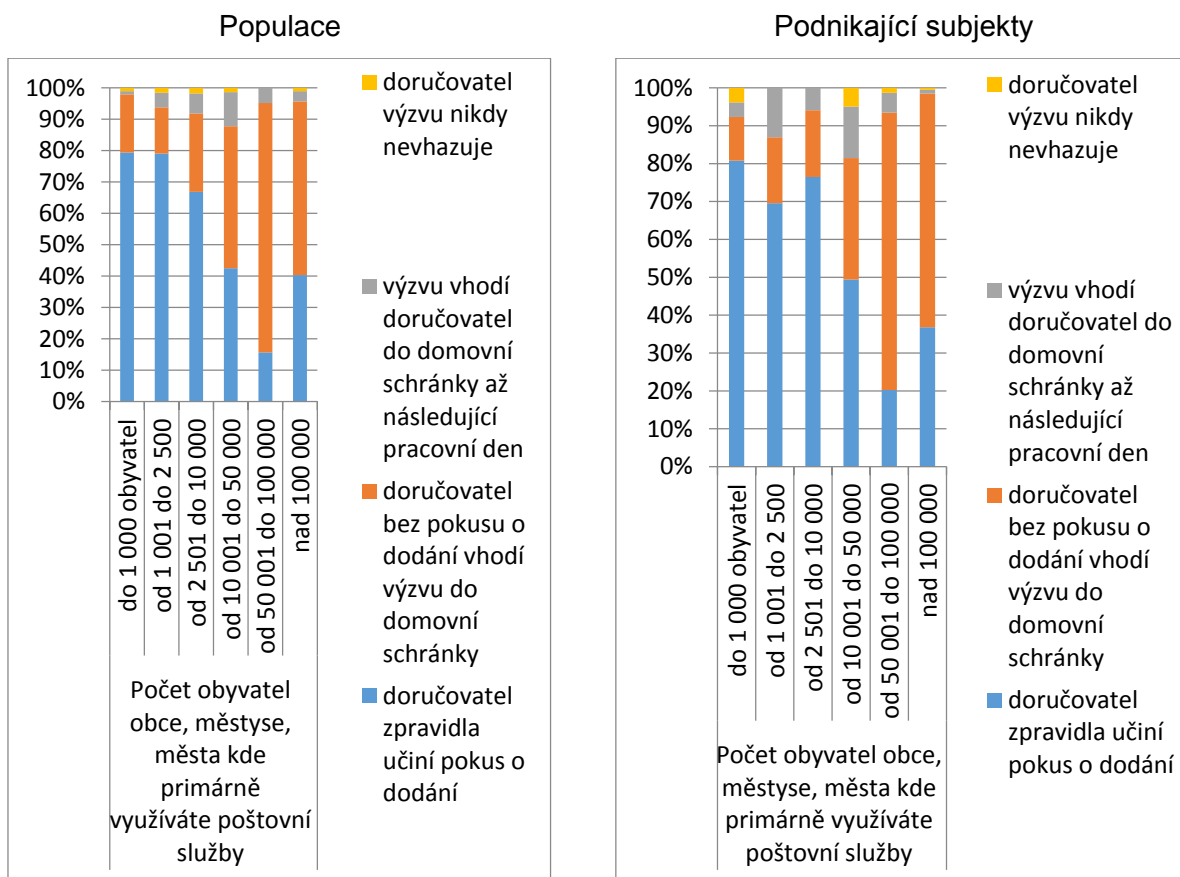 Populace
100%
90%
80%
70%
60%
50%
40%
30%
20%
10%
0%
do 1 000 obyvatel
od 1 001 do 2 500
od 2 501 do 10 000
od 10 001 do 50 000
od 50 001 do 100 000
nad 100 000
Počet obyvatel
obce, městyse,
města kde
primárně
využíváte poštovní
služby
doručovatel
výzvu nikdy
nevhazuje
výzvu vhodí
doručovatel
do domovní
schránky až
následující
pracovní den
doručovatel
bez pokusu o
dodání vhodí
výzvu do
domovní
schránky
doručovatel
zpravidla
učiní pokus o
dodání
Podnikající subjekty
100%
90%
80%
70%
60%
50%
40%
30%
20%
10%
0%
do 1 000 obyvatel
od 1 001 do 2 500
od 2 501 do 10 000
od 10 001 do 50 000
od 50 001 do 100 000
nad 100 000
Počet obyvatel obce,
městyse, města kde
primárně využíváte
poštovní služby
doručovatel
výzvu nikdy
nevhazuje
výzvu vhodí
doručovatel do
domovní
schránky až
následující
pracovní den
doručovatel
bez pokusu o
dodání vhodí
výzvu do
domovní
schránky
doručovatel
zpravidla učiní
pokus o dodání